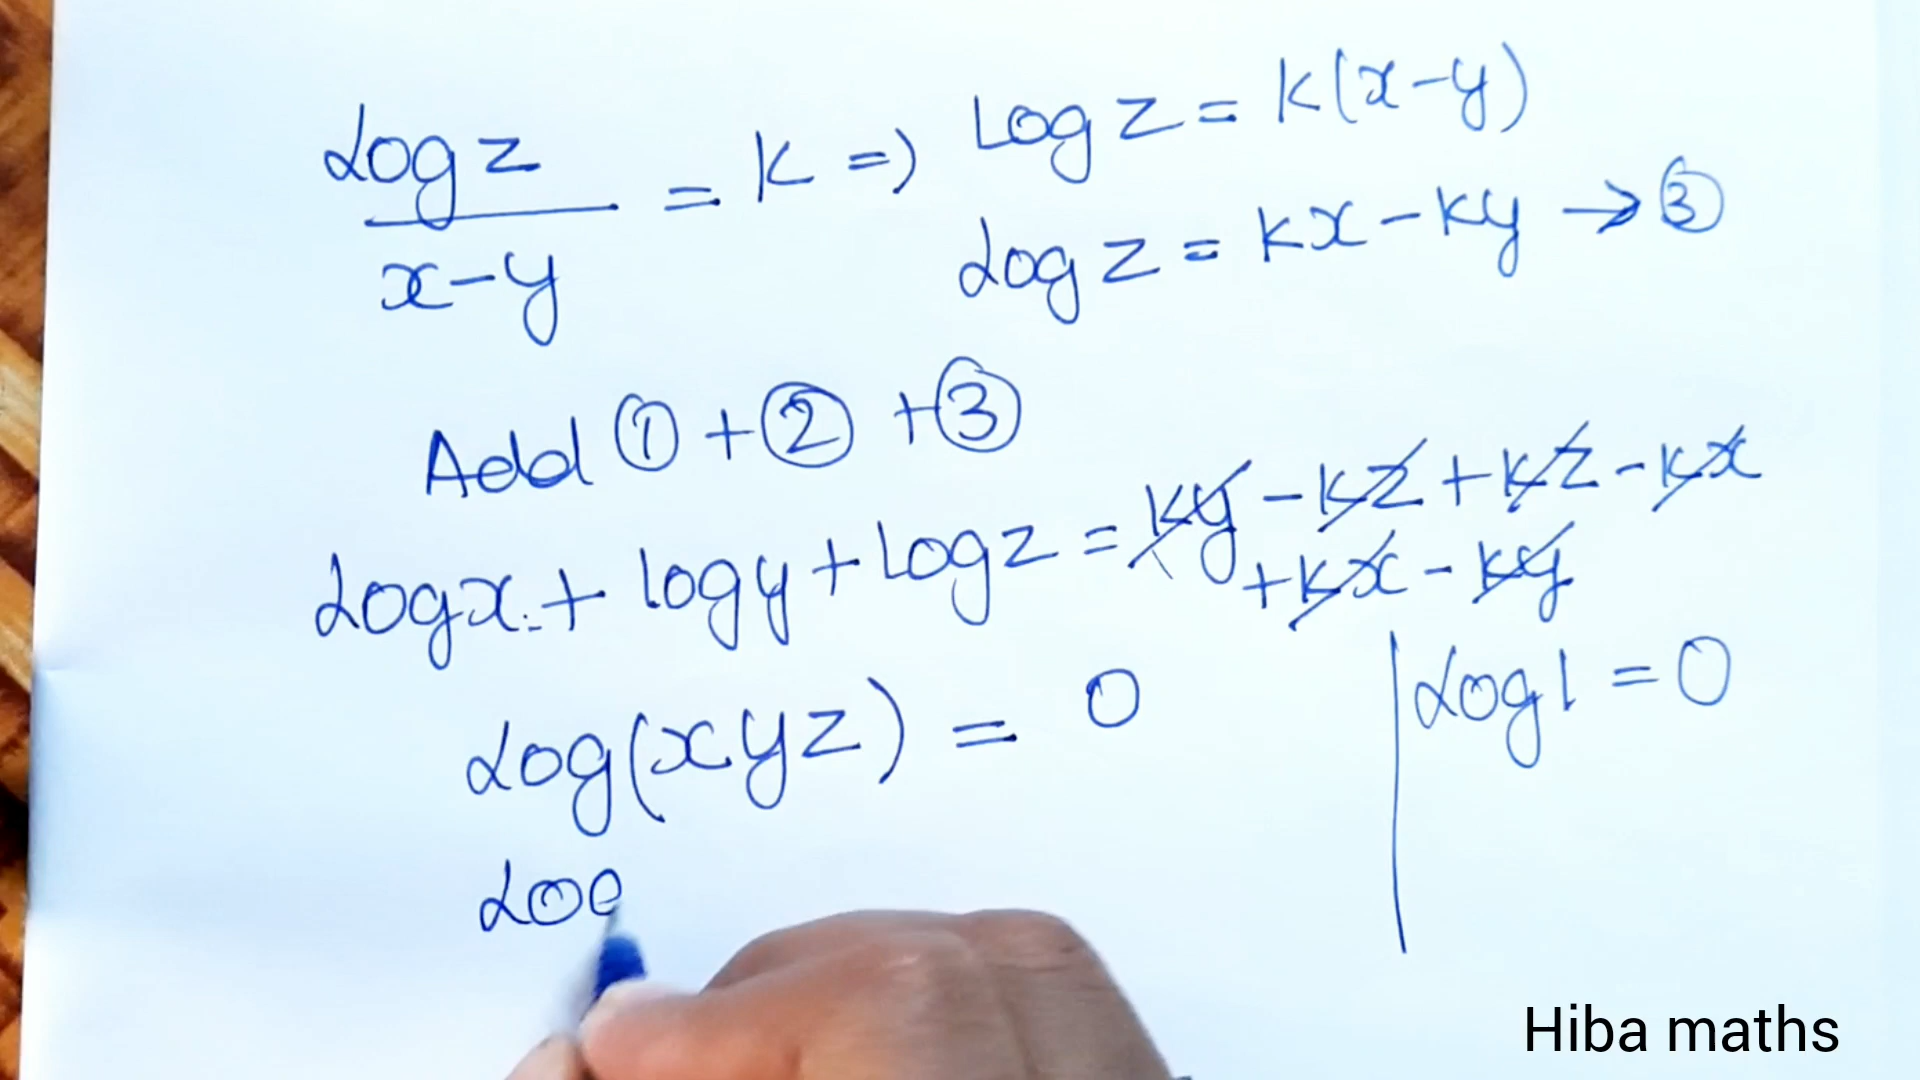 Log z / x-y = K => Log z = K(x-y)
Log z = Kx - Ky → ③
Add ① + ② + ③
Log x + log y + Log z = Ky - Kz + Kz - Kx
+ Kx - Ky
Log(xyz) = 0
Log 1 = 0
Hiba maths